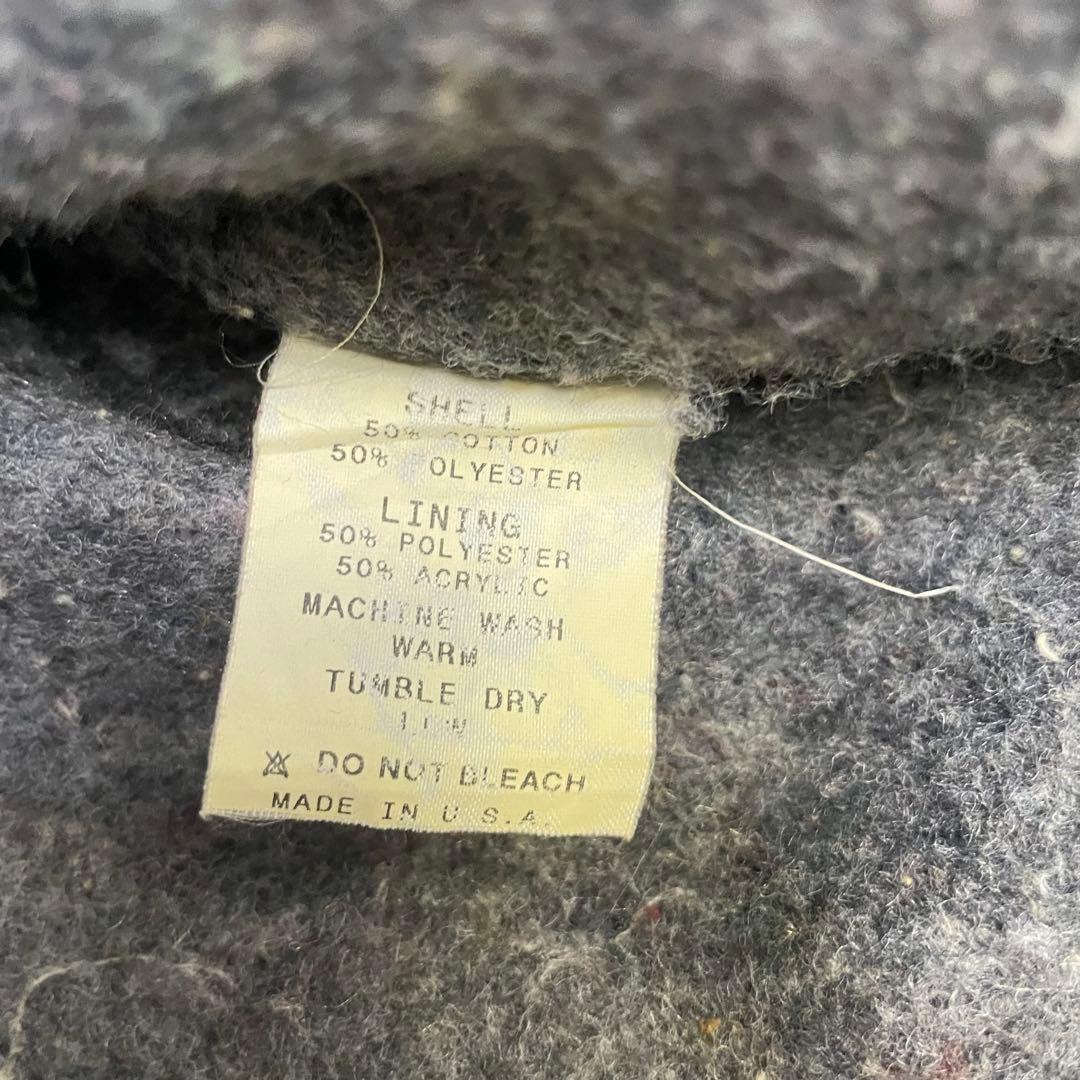 SHELL
50% COTTON
50% POLYESTER
LINING
50% POLYESTER
50% ACRYLIC
MACHINE WASH
WARM
TUMBLE DRY
LOW
DO NOT BLEACH
MADE IN U.S.A.